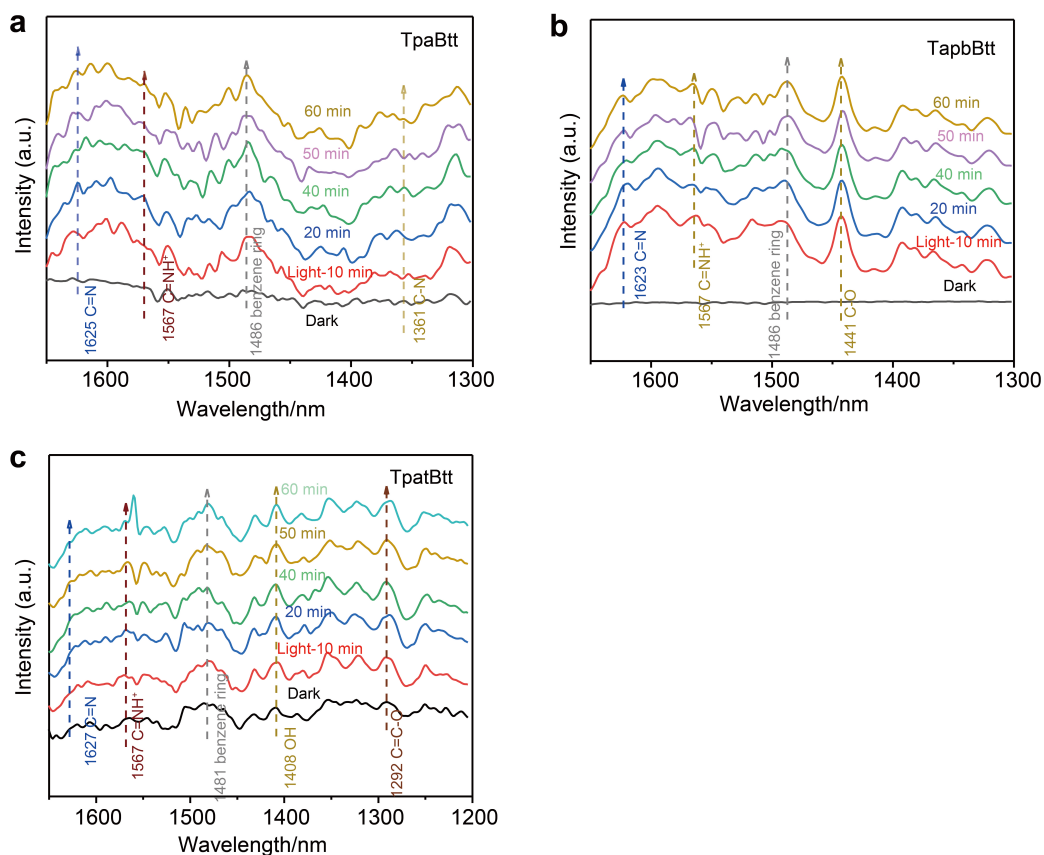 a
TpaBtt
60 min
50 min
40 min
20 min
Light-10 min
Dark
1625 C=N
1567 C=NH⁺
1486 benzene ring
1361 C-N
Intensity (a.u.)
1600
1500
1400
1300
Wavelength/nm
b
TapbBtt
60 min
50 min
40 min
20 min
Light-10 min
Dark
1623 C=N
1567 C=NH⁺
1486 benzene ring
1441 C-O
Intensity (a.u.)
1600
1500
1400
1300
Wavelength/nm
c
TpatBtt
60 min
50 min
40 min
20 min
Light-10 min
Dark
1627 C=N
1567 C=NH⁺
1481 benzene ring
1408 OH
1292 C=C-O
Intensity (a.u.)
1600
1500
1400
1300
1200
Wavelength/nm